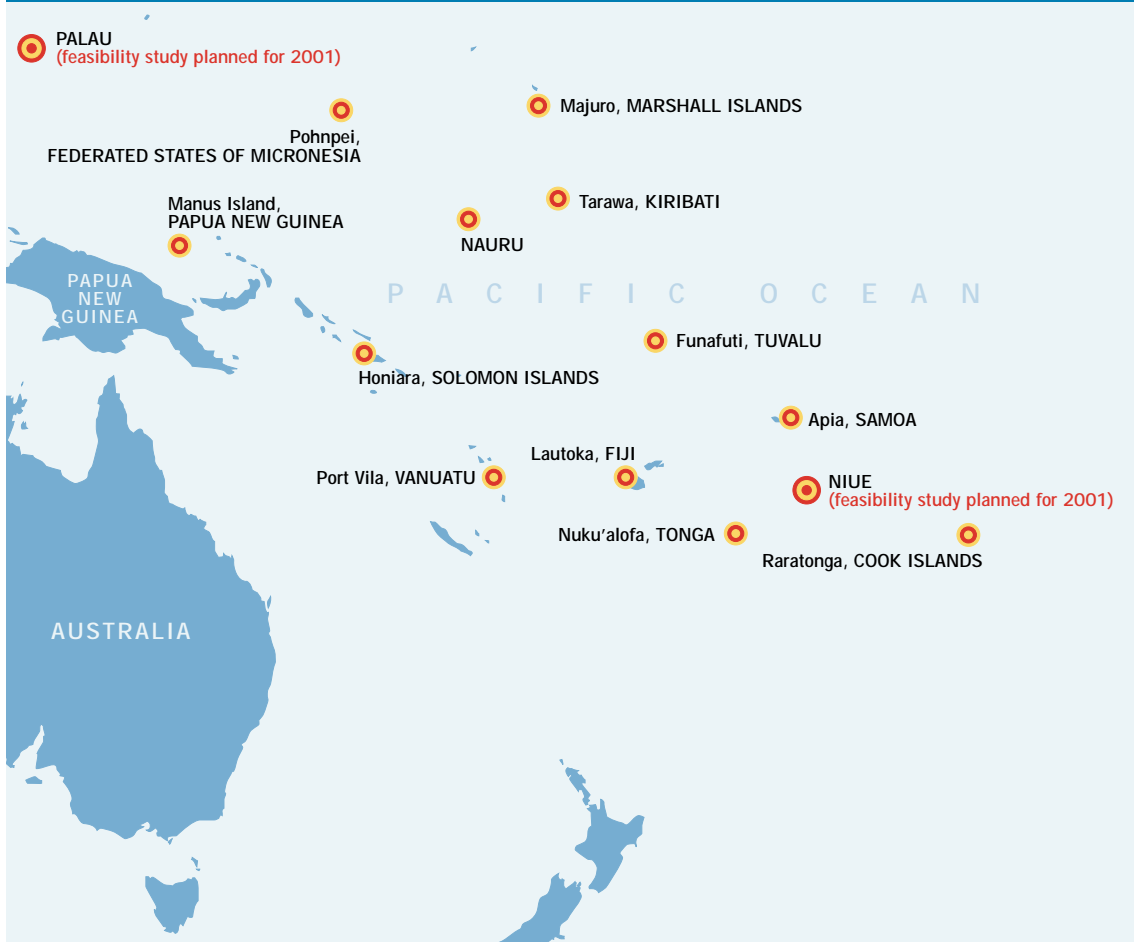 PALAU
(feasibility study planned for 2001)
Majuro, MARSHALL ISLANDS
Pohnpei,
FEDERATED STATES OF MICRONESIA
Manus Island,
PAPUA NEW GUINEA
Tarawa, KIRIBATI
NAURU
PAPUA
NEW
GUINEA
PACIFIC OCEAN
Funafuti, TUVALU
Honiara, SOLOMON ISLANDS
Apia, SAMOA
Lautoka, FIJI
Port Vila, VANUATU
NIUE
(feasibility study planned for 2001)
Nuku'alofa, TONGA
Raratonga, COOK ISLANDS
AUSTRALIA